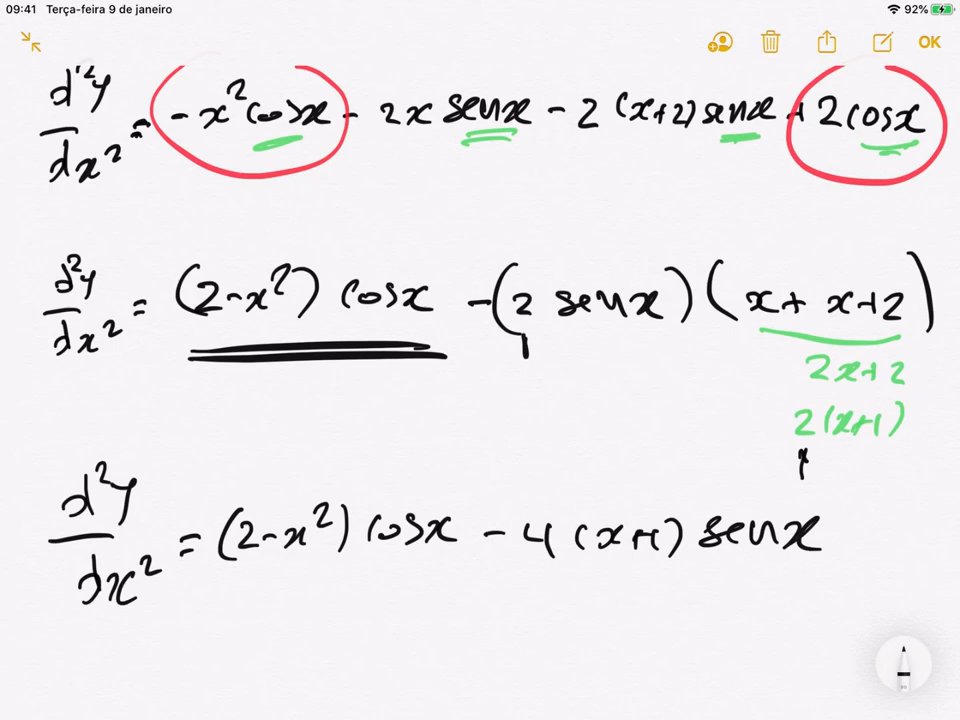 09:41 Terça-feira 9 de janeiro 92%
OK
d²y/dx² = -x² cosx - 2x senx - 2(x+2) senx + 2cosx
d²y/dx² = (2-x²) cosx - (2 senx)(x+x+2)
2x+2
2(x+1)
d²y/dx² = (2-x²) cosx - 4(x+1) senx